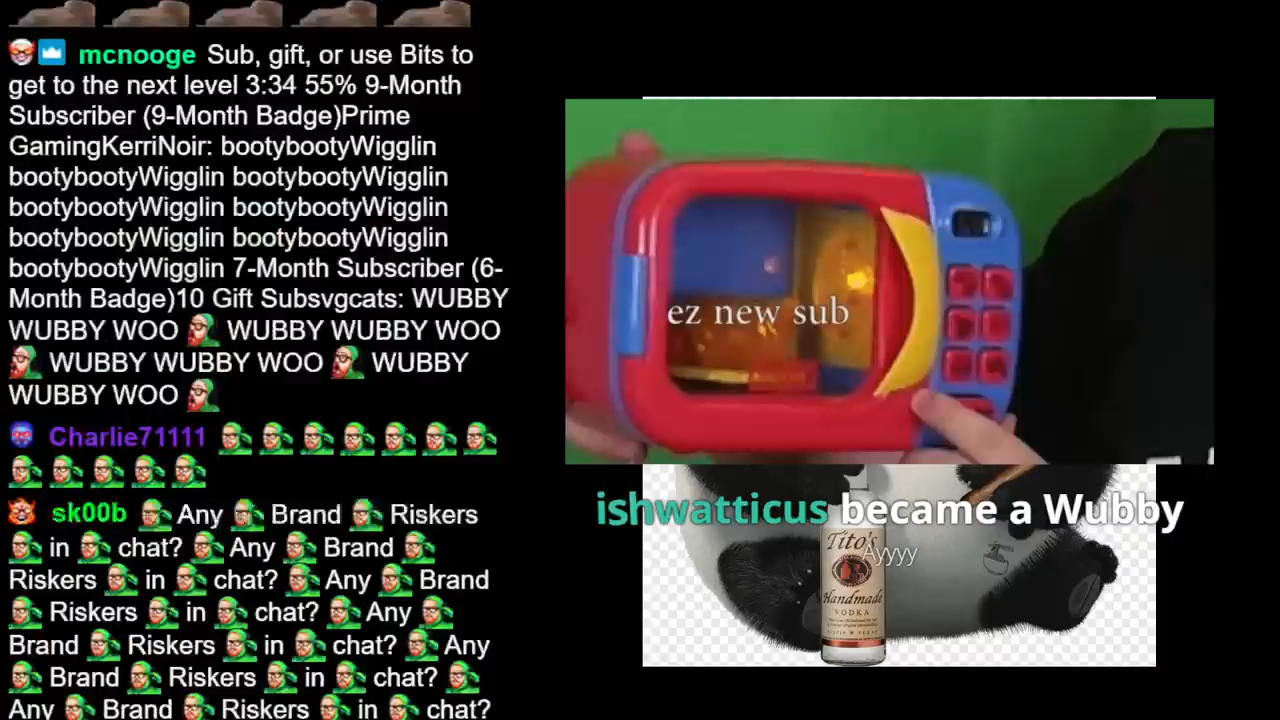 mcnooge Sub, gift, or use Bits to
get to the next level 3:34 55% 9-Month
Subscriber (9-Month Badge)Prime
GamingKerriNoir: bootybootyWigglin
bootybootyWigglin bootybootyWigglin
bootybootyWigglin bootybootyWigglin
bootybootyWigglin bootybootyWigglin
bootybootyWigglin 7-Month Subscriber (6-
Month Badge)10 Gift Subsvgcats: WUBBY
WUBBY WOO WUBBY WUBBY WOO
WUBBY WUBBY WOO WUBBY
WUBBY WOO
Charlie71111
sk00b Any Brand Riskers
in chat? Any Brand
Riskers in chat? Any Brand
Riskers in chat? Any
Brand Riskers in chat? Any
Brand Riskers in chat?
Any Brand Riskers in chat?
ez new sub
ishwatticus became a Wubby
Ayyyy
Tito's
Handmade
VODKA